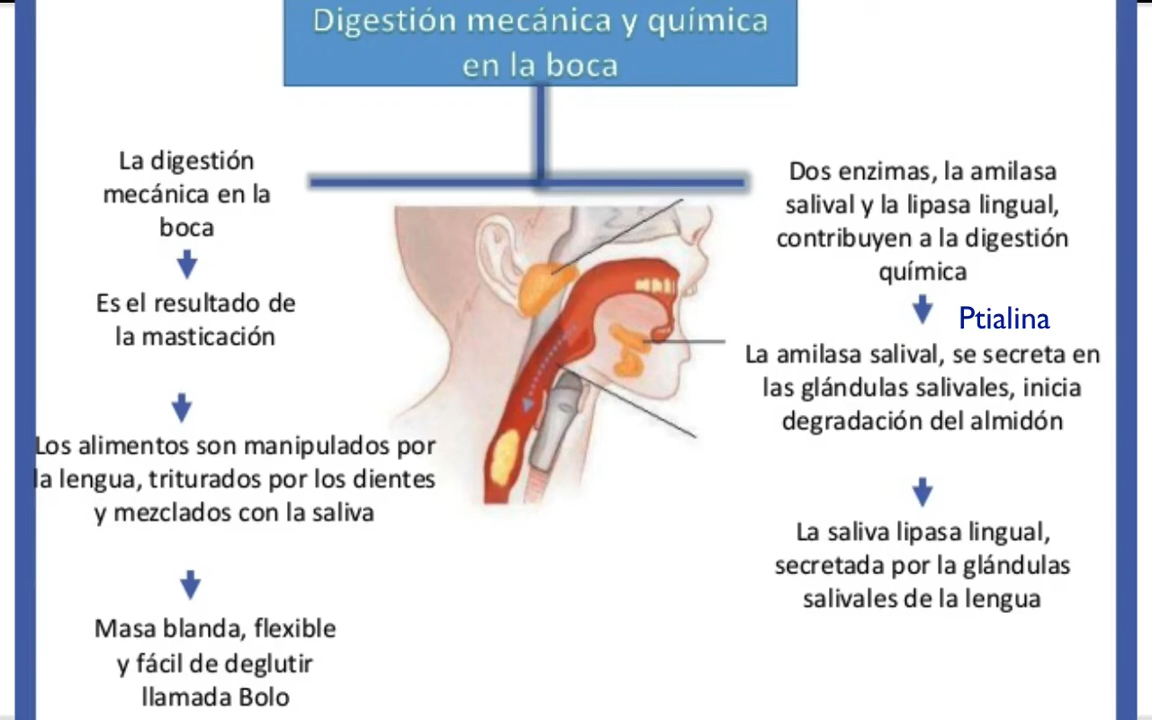 Digestión mecánica y química
en la boca
La digestión
mecánica en la
boca
Es el resultado de
la masticación
Los alimentos son manipulados por
la lengua, triturados por los dientes
y mezclados con la saliva
Masa blanda, flexible
y fácil de deglutir
llamada Bolo
Dos enzimas, la amilasa
salival y la lipasa lingual,
contribuyen a la digestión
química
Ptialina
La amilasa salival, se secreta en
las glándulas salivales, inicia
degradación del almidón
La saliva lipasa lingual,
secretada por la glándulas
salivales de la lengua